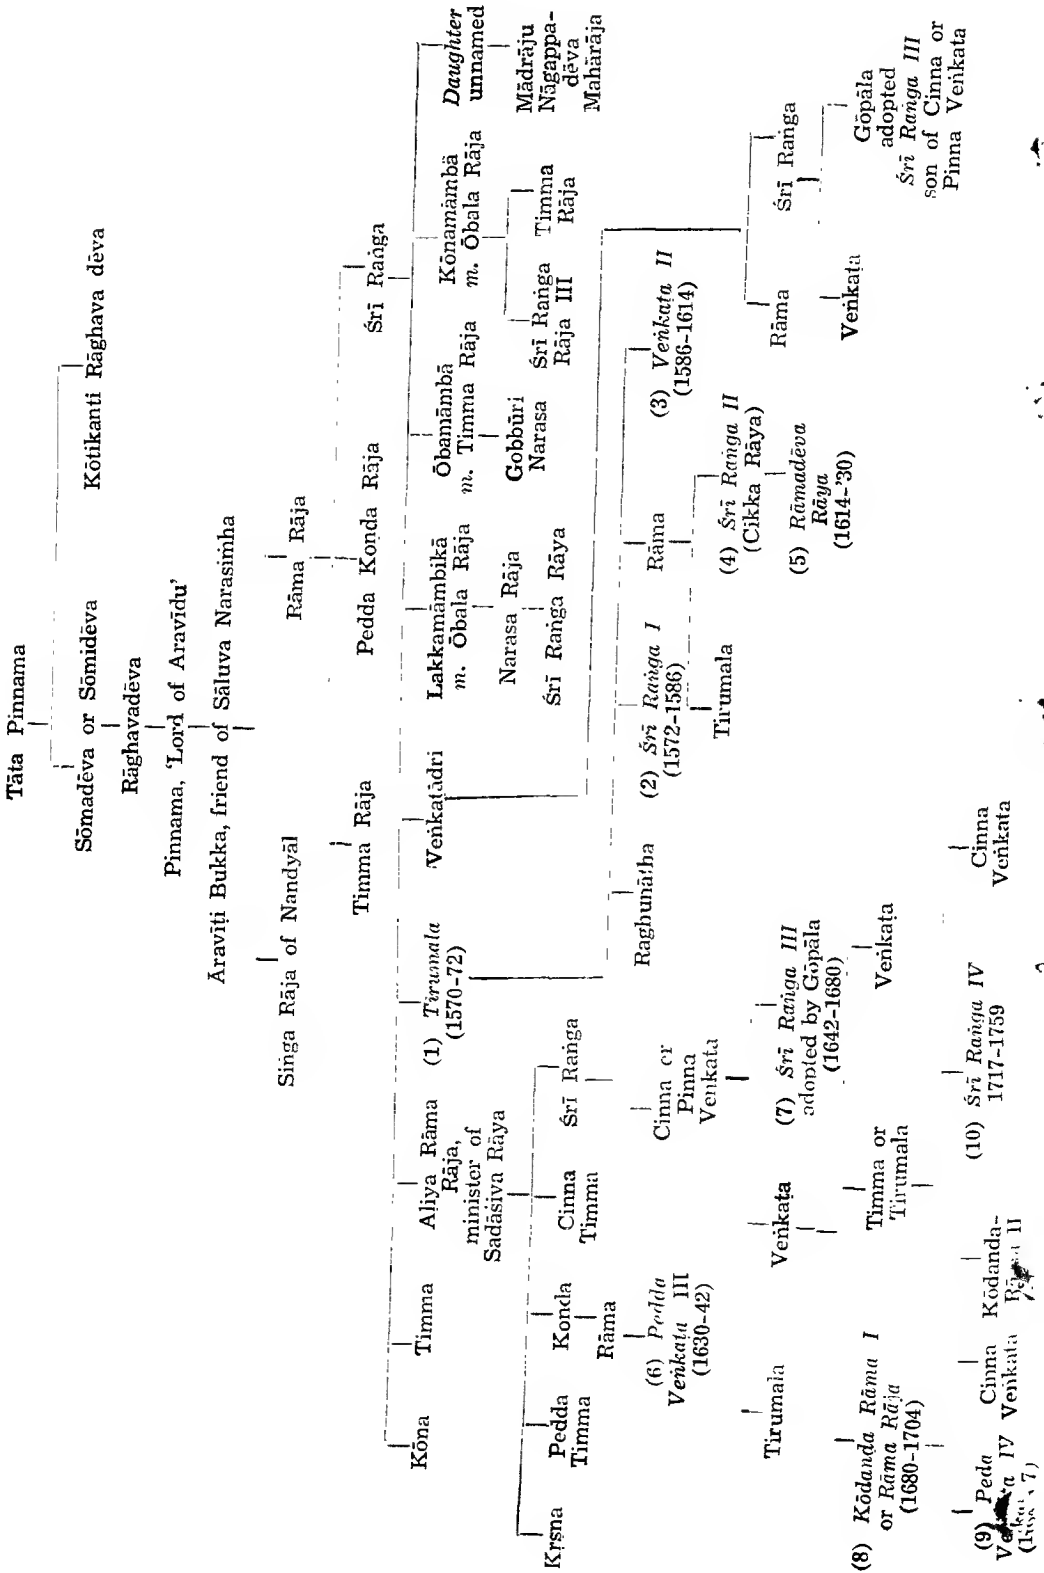 Tāta Pinnama
Sōmadēva or Sōmidēva
Kōtikanti Rāghava dēva
Rāghavadēva
Pinnama, 'Lord of Aravīdu'
Āravīṭi Bukka, friend of Sāluva Narasiṁha
Singa Rāja of Nandyāl
Rāma Rāja
Timma Rāja
Pedda Koṇda Rāja
Śrī Raṅga
Kōna
Timma
Aḷiya Rāma
Rāja,
minister of
Sadāśiva Rāya
(1) Tirumala
(1570-72)
Veṅkaṭādri
Lakkamāmbikā
m. Ōbala Rāja
Narasa Rāja
Śrī Raṅga Rāya
Ōbamāmbā
m. Timma Rāja
Gobbūri
Narasa
Kōnamāmbā
m. Ōbala Rāja
Śrī Raṅga
Rāja III
Timma
Rāja
Daughter
unnamed
Mādrāju
Nāgappa-
dēva
Mahārāja
Kṛṣna
Pedda
Timma
Konda
Rāma
Cinna
Timma
Śrī Raṅga
Raghunātha
(2) Śrī Raṅga I
(1572-1586)
Rāma
(3) Veṅkaṭa II
(1586-1614)
Tirumala
(4) Śrī Raṅga II
(Cikka Rāya)
(5) Rāmadēva
Rāya
(1614-'30)
Rāma
Śrī Raṅga
Veṅkaṭa
Gōpāla
adopted
Śrī Raṅga III
son of Cinna or
Pinna Veṅkata
(6) Pedda
Veṅkaṭa III
(1630-42)
Cinna or
Pinna
Veṅkata
Tirumala
Veṅkaṭa
(7) Śrī Raṅga III
adopted by Gōpāla
(1642-1680)
(8) Kōdaṇḍa Rāma I
or Rāma Rāja
(1680-1704)
Timma or
Tirumala
Veṅkaṭa
(9) Peda
IV
Cinna
Veṅkata
Kōdanda-
II
(10) Śrī Raṅga IV
1717-1759
Cinna
Veṅkata